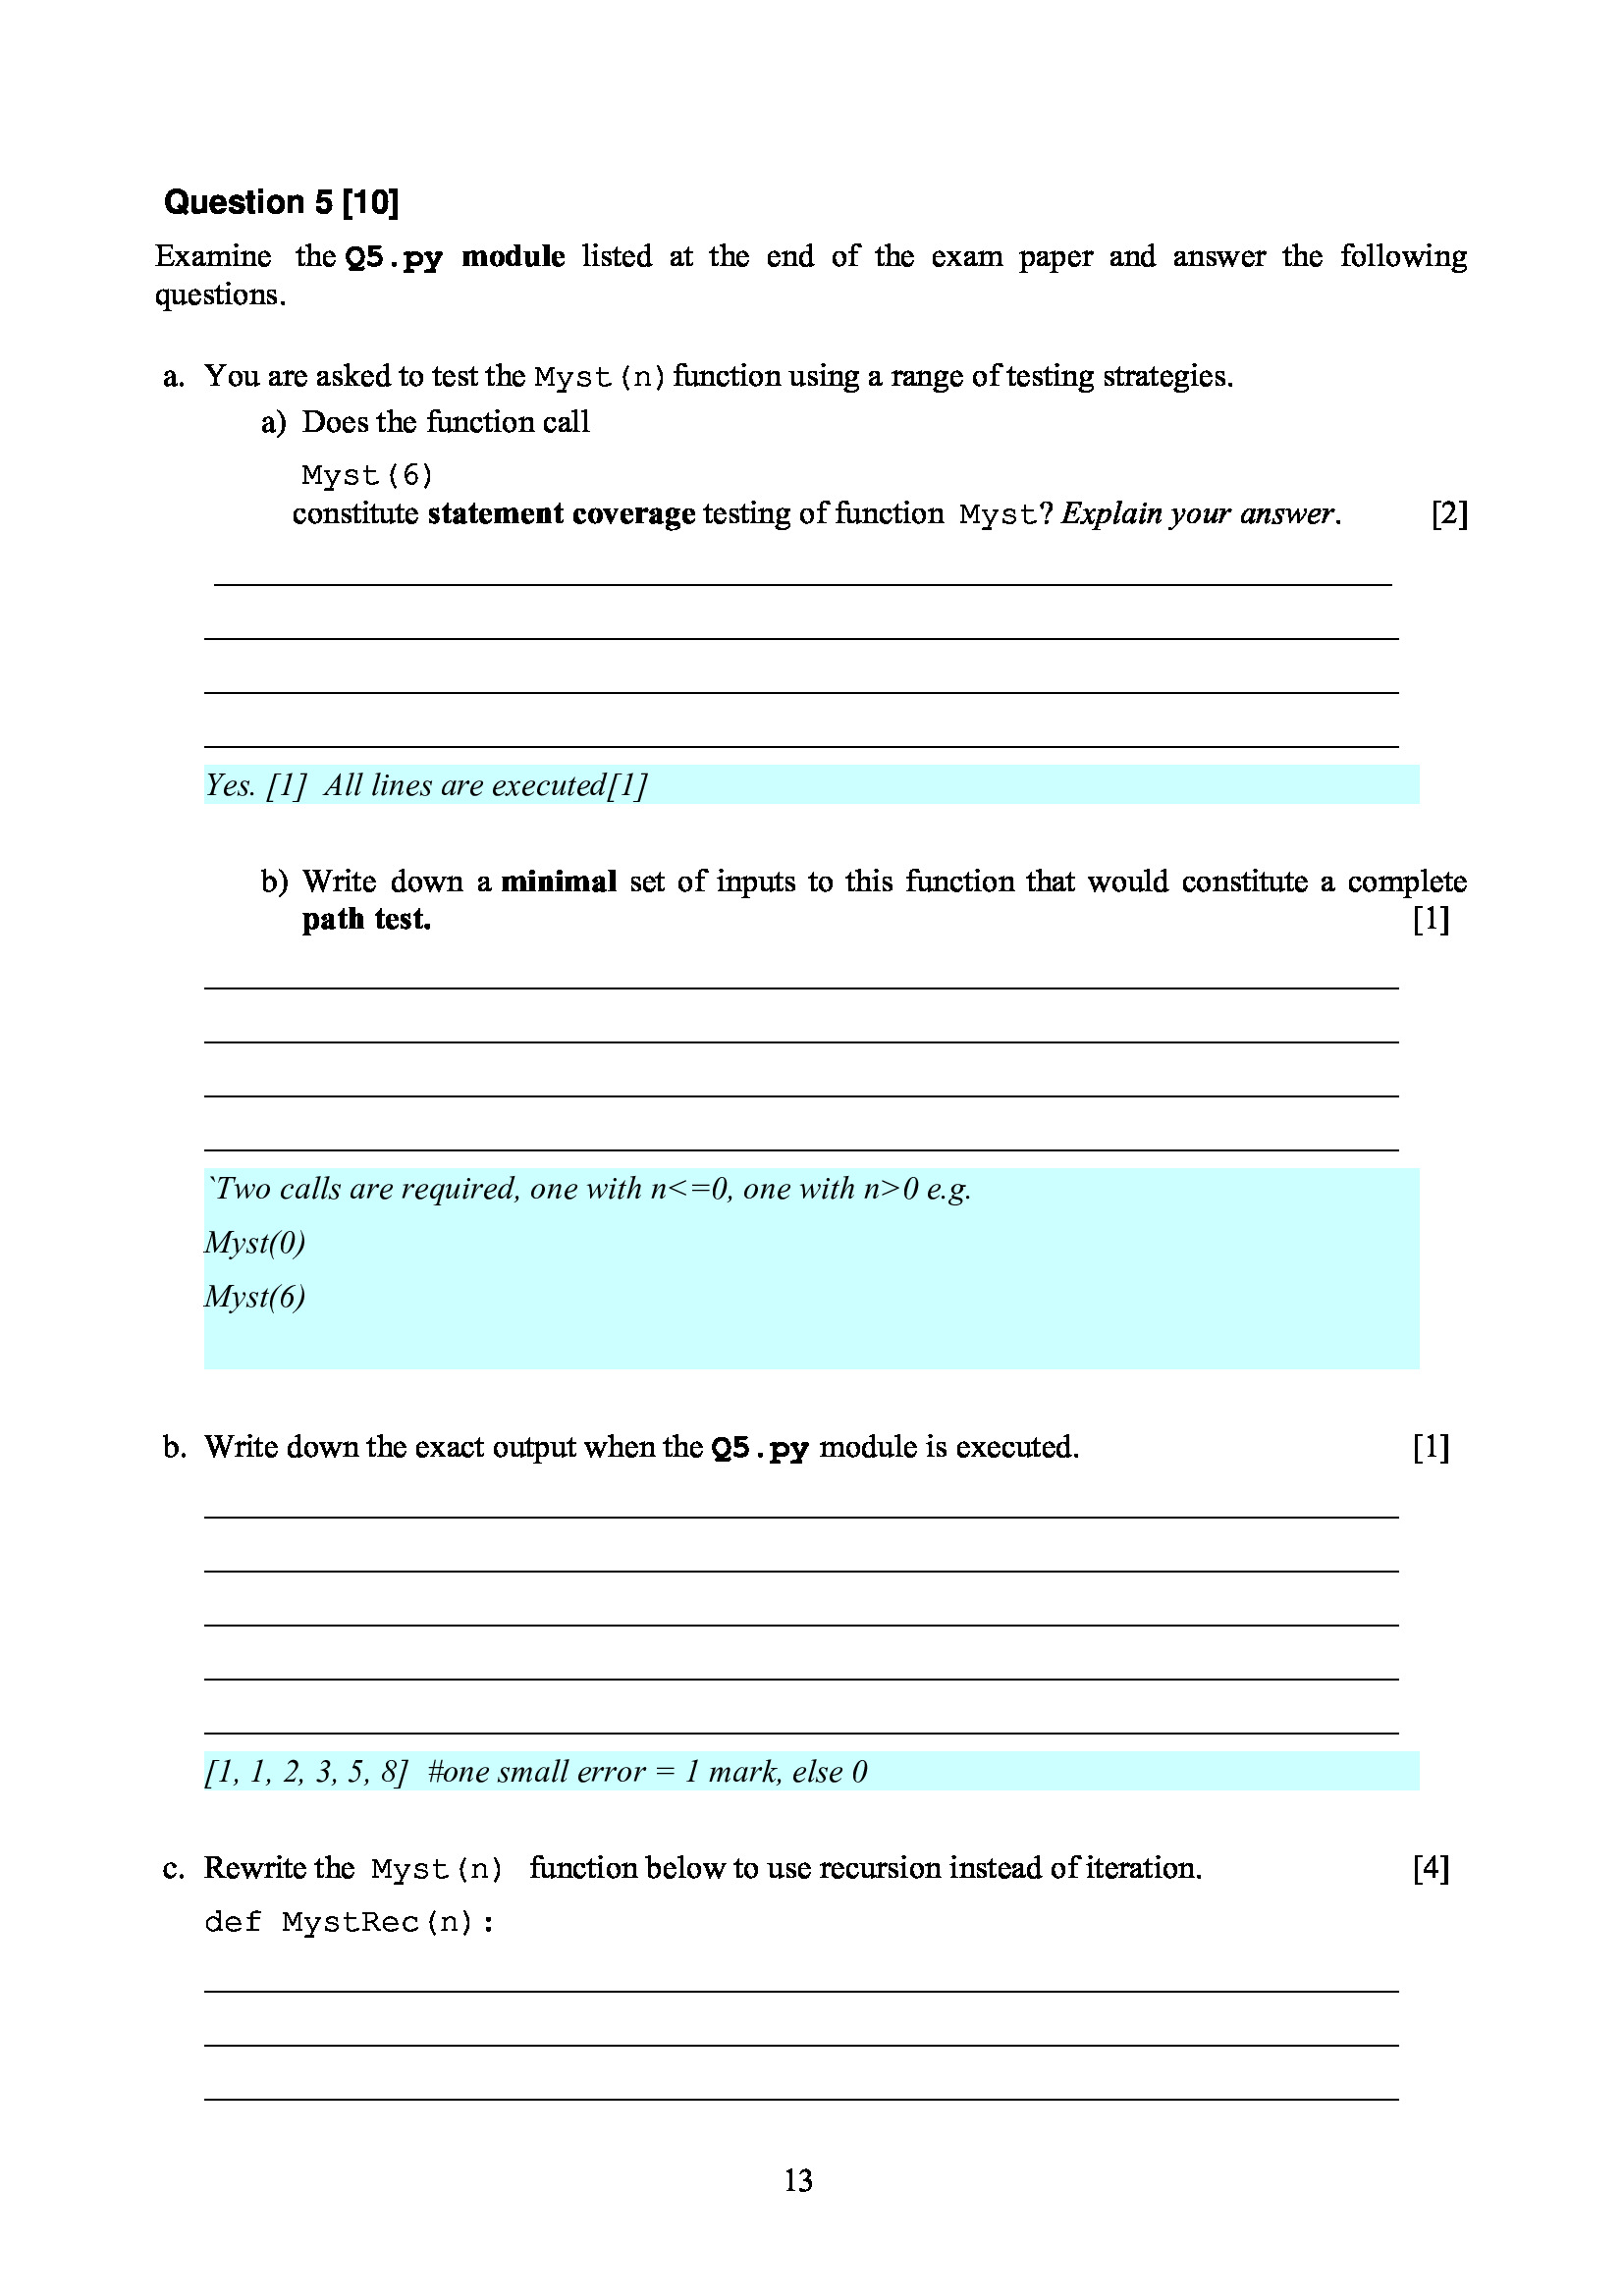 Question 5 [10]
Examine the Q5.py module listed at the end of the exam paper and answer the following
questions.
a. You are asked to test the Myst(n) function using a range of testing strategies.
a) Does the function call
Myst(6)
constitute statement coverage testing of function Myst? Explain your answer. [2]
Yes. [1] All lines are executed[1]
b) Write down a minimal set of inputs to this function that would constitute a complete
path test. [1]
`Two calls are required, one with n<=0, one with n>0 e.g.
Myst(0)
Myst(6)
b. Write down the exact output when the Q5.py module is executed. [1]
[1, 1, 2, 3, 5, 8] #one small error = 1 mark, else 0
c. Rewrite the Myst(n) function below to use recursion instead of iteration. [4]
def MystRec(n):
13